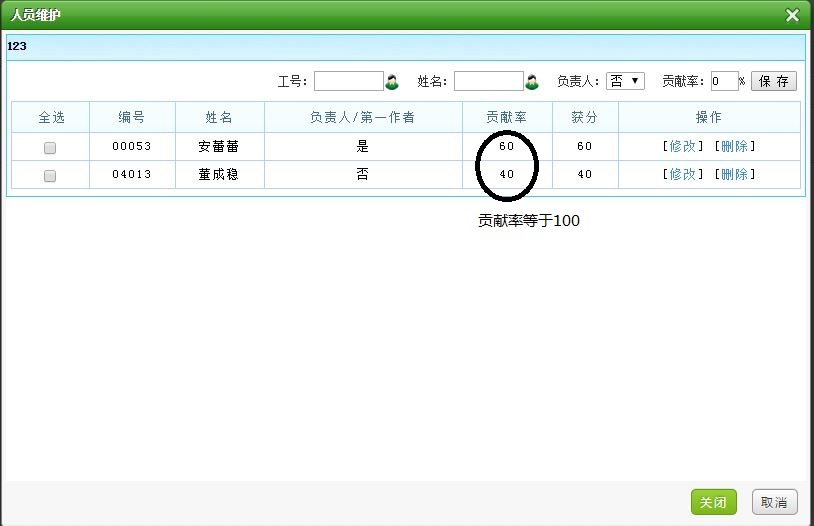 人员维护
123
工号： 姓名： 负责人：否 贡献率：0 % 保 存
全选 编号 姓名 负责人/第一作者 贡献率 获分 操作
00053 安蕾蕾 是 60 60 [修改] [删除]
04013 董成稳 否 40 40 [修改] [删除]
贡献率等于100
关闭 取消